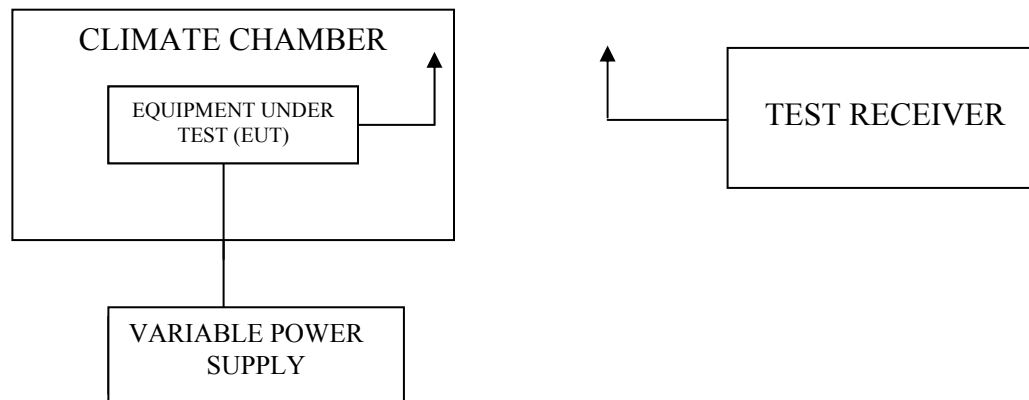 CLIMATE CHAMBER
EQUIPMENT UNDER
TEST (EUT)
TEST RECEIVER
VARIABLE POWER
SUPPLY